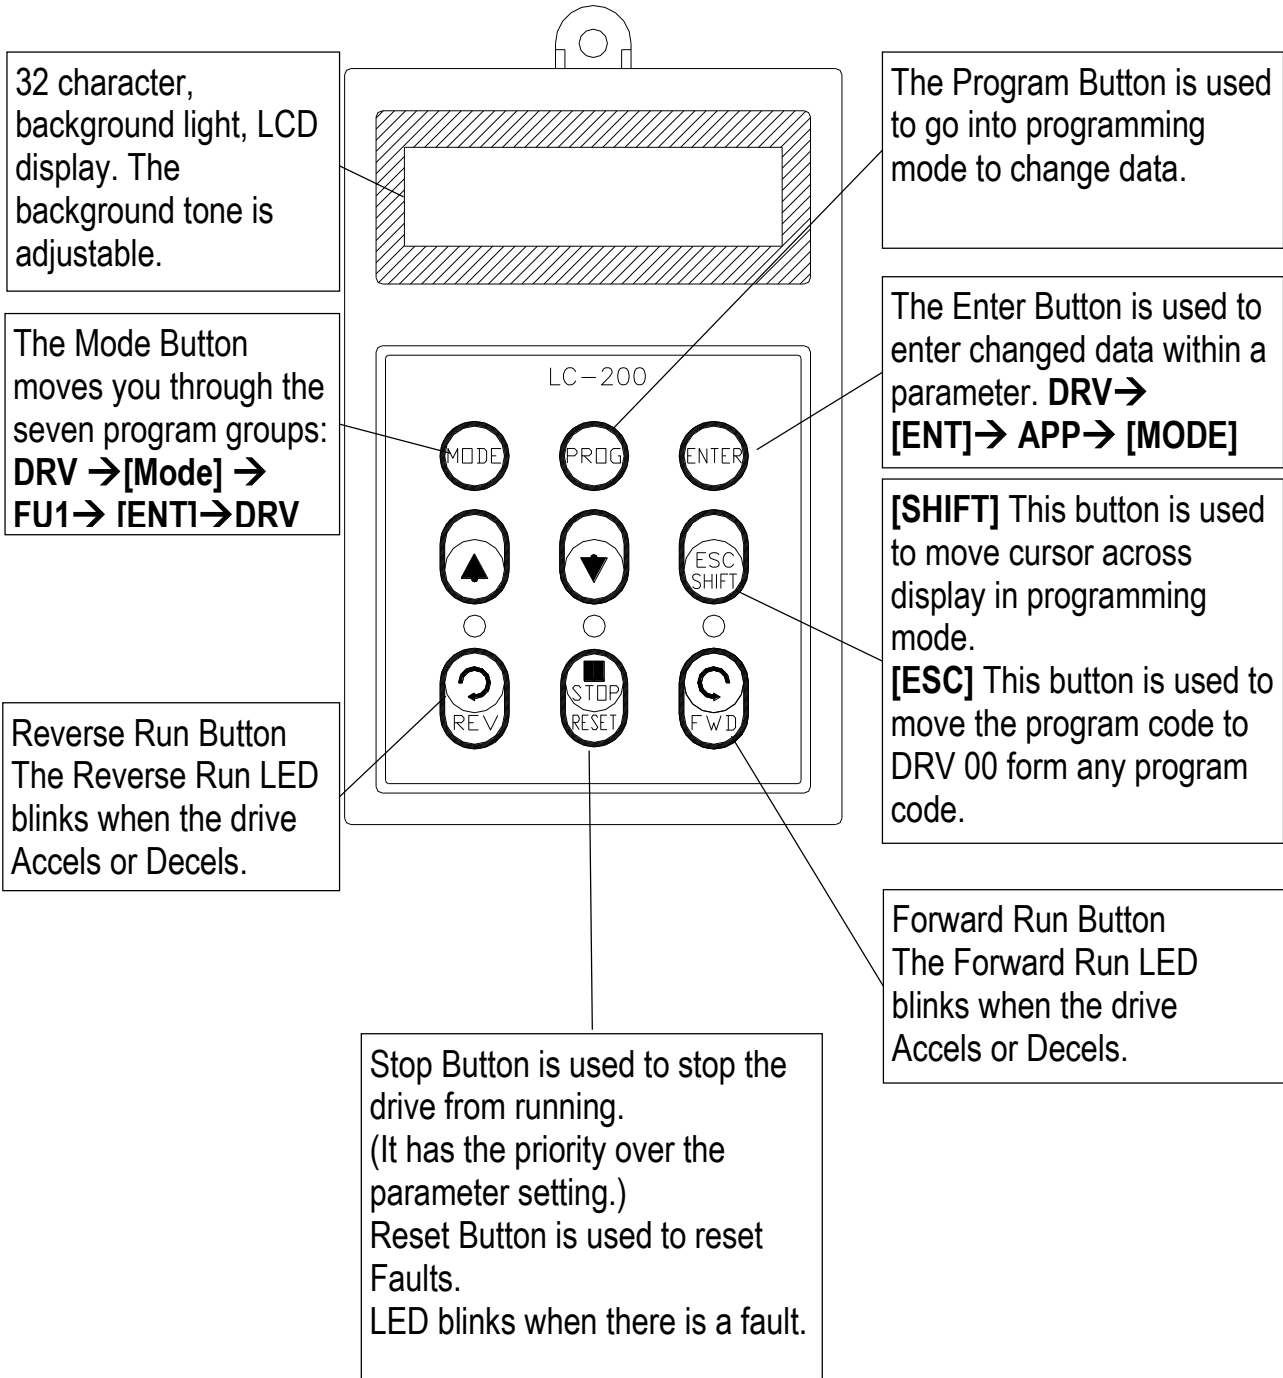 32 character,
background light, LCD
display. The
background tone is
adjustable.
The Program Button is used
to go into programming
mode to change data.
The Mode Button
moves you through the
seven program groups:
DRV →[Mode] →
FU1→ [ENT]→DRV
The Enter Button is used to
enter changed data within a
parameter. DRV→
[ENT]→ APP→ [MODE]
LC-200
MODE
PROG
ENTER
▲
▼
ESC
SHIFT
[SHIFT] This button is used
to move cursor across
display in programming
mode.
[ESC] This button is used to
move the program code to
DRV 00 form any program
code.
REV
STOP
RESET
FWD
Reverse Run Button
The Reverse Run LED
blinks when the drive
Accels or Decels.
Forward Run Button
The Forward Run LED
blinks when the drive
Accels or Decels.
Stop Button is used to stop the
drive from running.
(It has the priority over the
parameter setting.)
Reset Button is used to reset
Faults.
LED blinks when there is a fault.